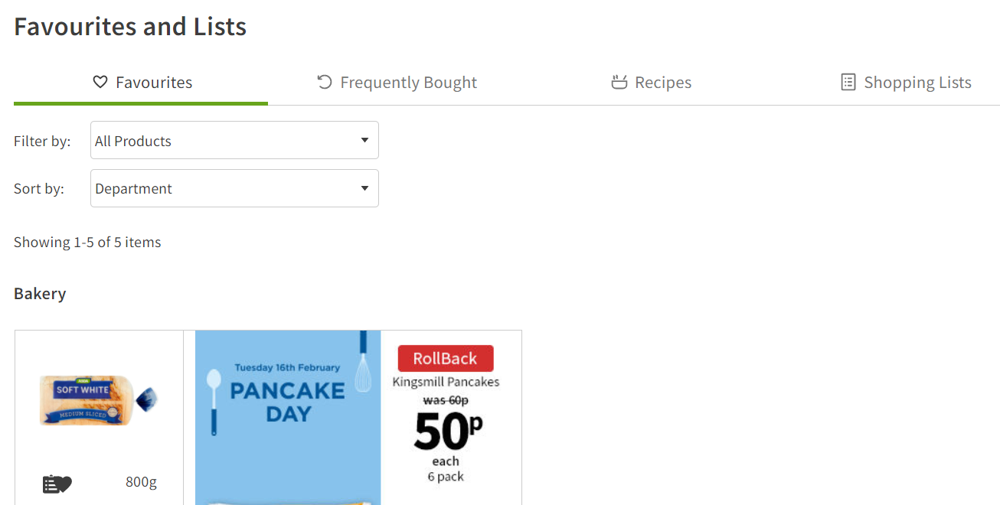 Favourites and Lists
Favourites
Frequently Bought
Recipes
Shopping Lists
Filter by:
All Products
Sort by:
Department
Showing 1-5 of 5 items
Bakery
ASDA
SOFT WHITE
MEDIUM SLICED
800g
Tuesday 16th February
PANCAKE
DAY
RollBack
Kingsmill Pancakes
was 60p
50p
each
6 pack